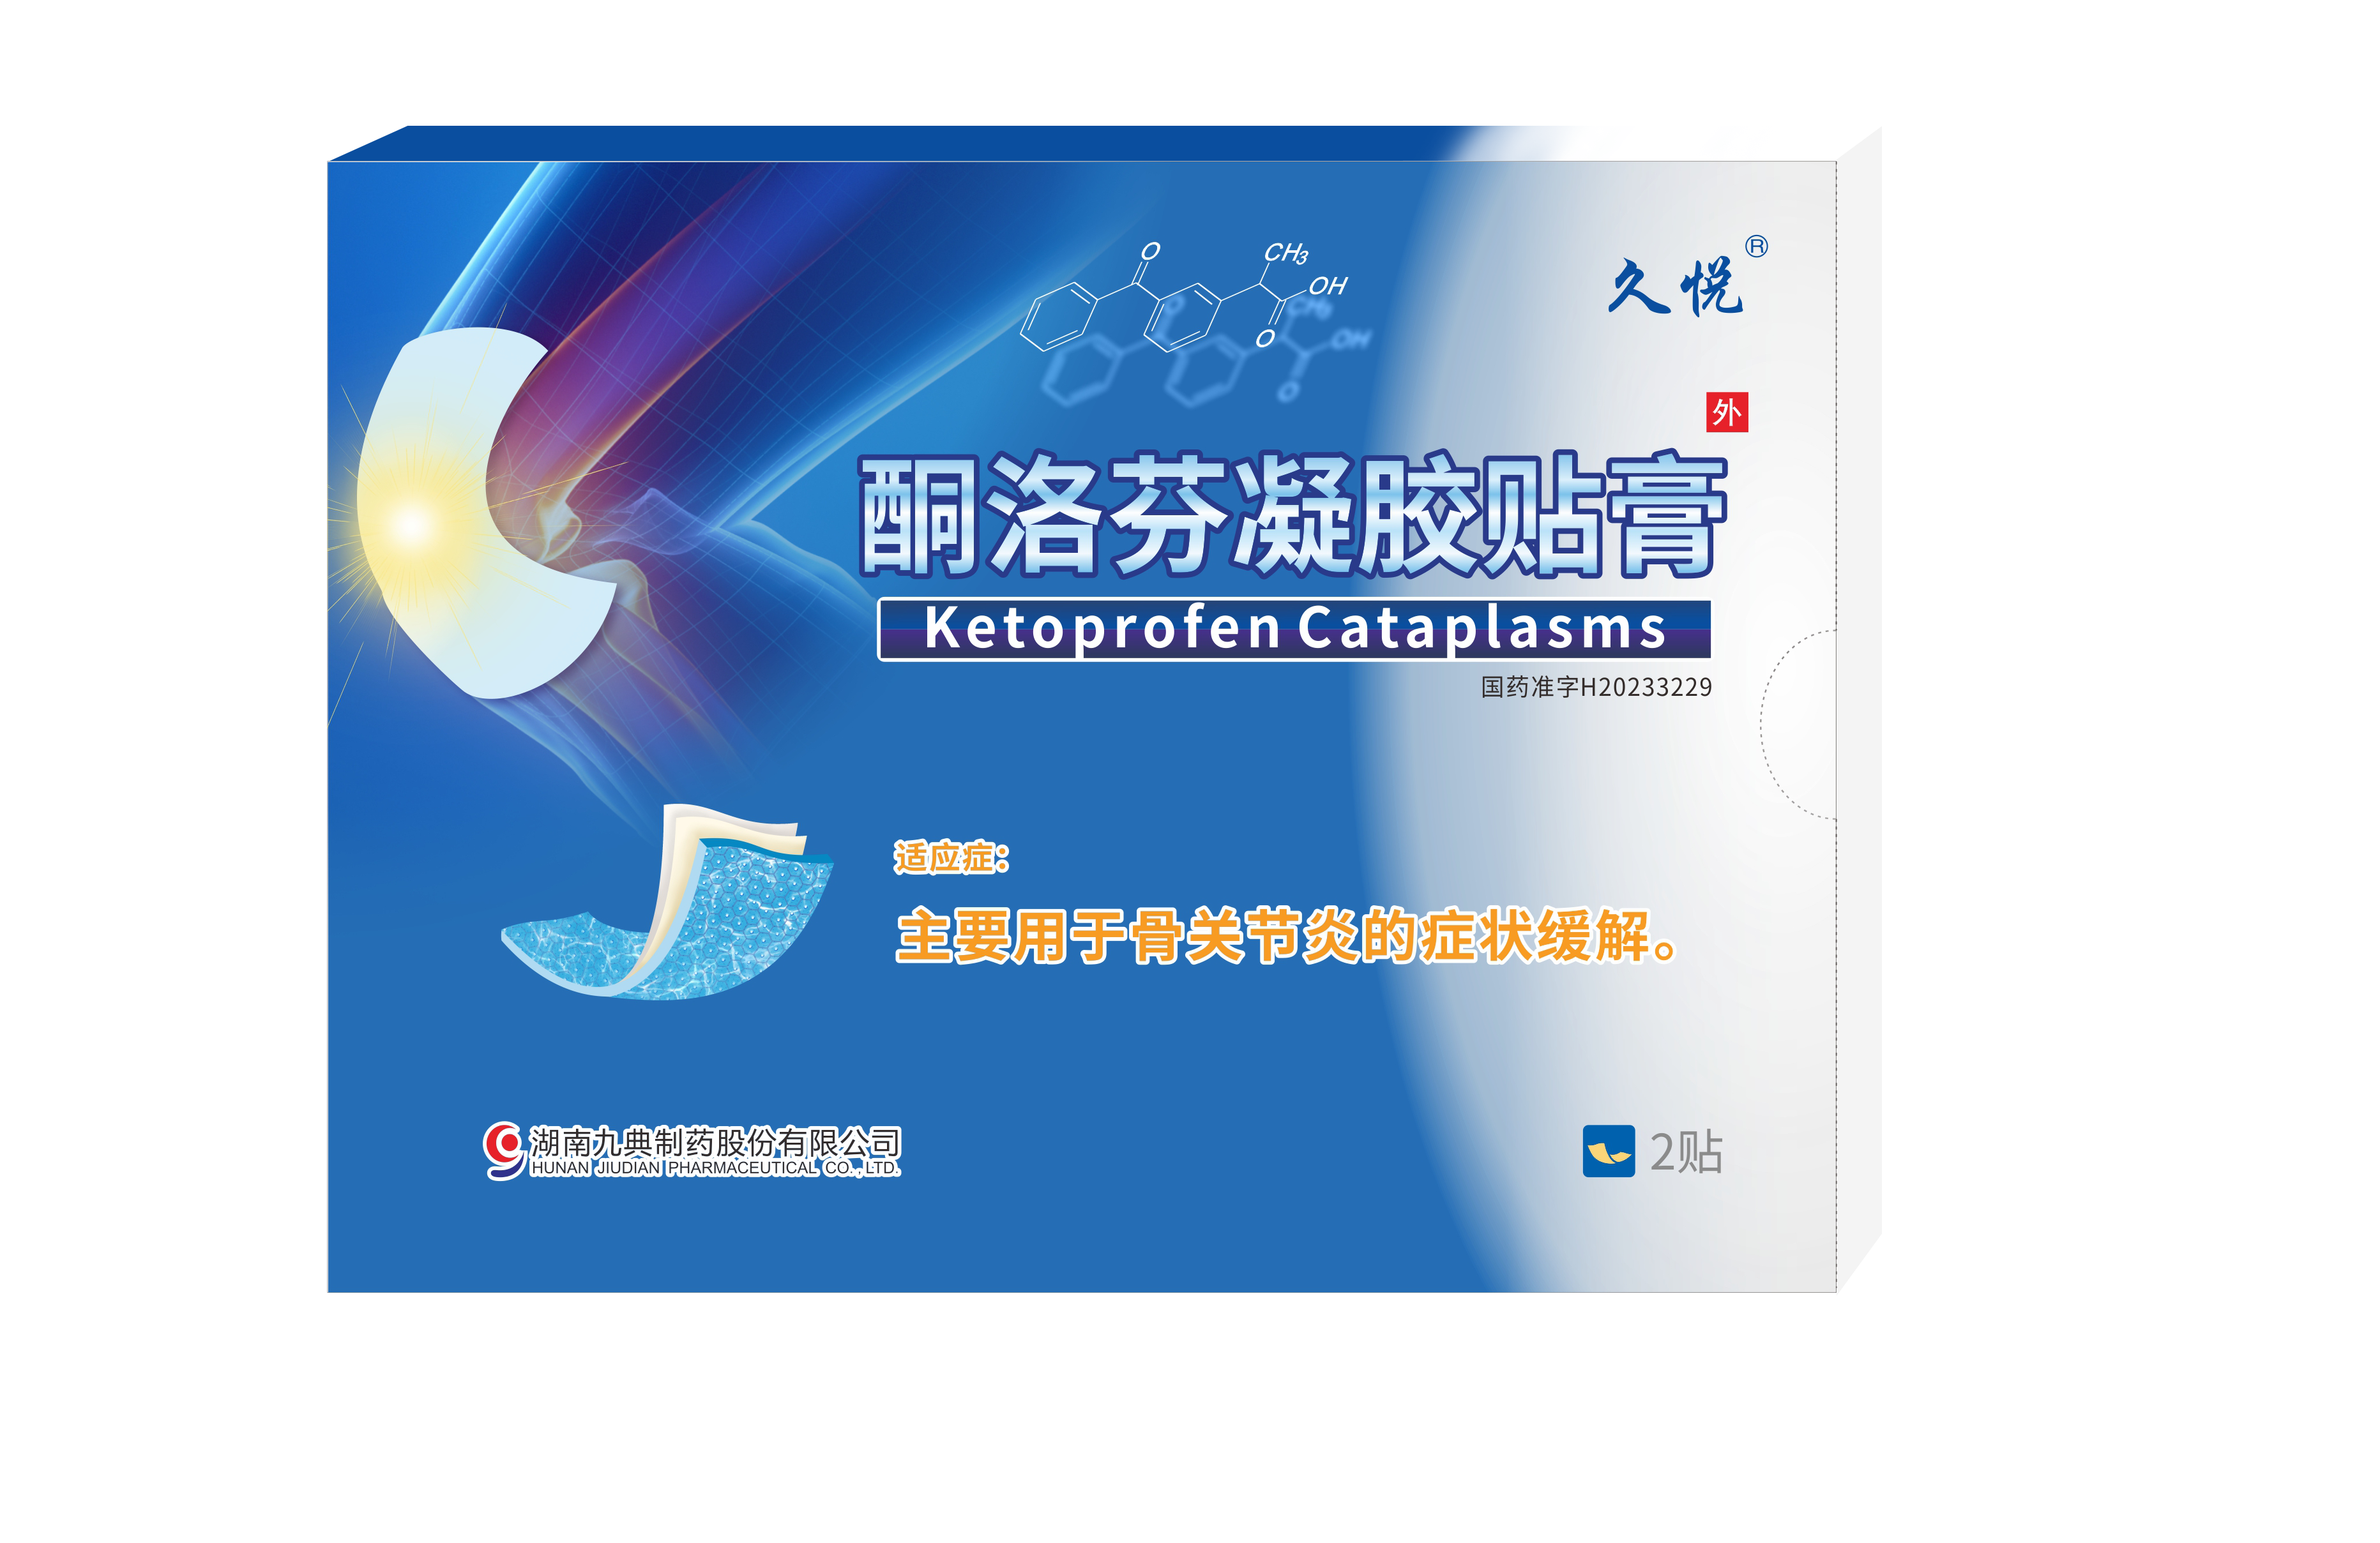 久悦®
O
CH3
OH
O
外
酮洛芬凝胶贴膏
Ketoprofen Cataplasms
国药准字H20233229
适应症：
主要用于骨关节炎的症状缓解。
湖南九典制药股份有限公司
HUNAN JIUDIAN PHARMACEUTICAL CO., LTD.
2贴